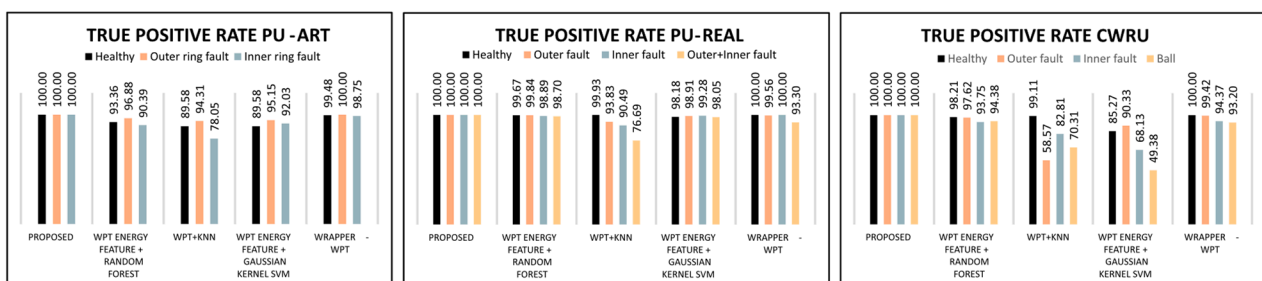 TRUE POSITIVE RATE PU -ART
Healthy Outer ring fault Inner ring fault
100.00 100.00 100.00 93.36 96.88 90.39 89.58 94.31 78.05 89.58 95.15 92.03 99.48 100.00 98.75
PROPOSED WPT ENERGY WPT+KNN WPT ENERGY WRAPPER -
FEATURE + FEATURE + WPT
RANDOM GAUSSIAN
FOREST KERNEL SVM
TRUE POSITIVE RATE PU-REAL
Healthy Outer fault Inner fault Outer+Inner fault
100.00 100.00 100.00 100.00 99.67 99.84 98.89 98.70 99.93 93.83 90.49 76.69 98.18 98.91 99.28 98.05 100.00 99.56 100.00 93.30
PROPOSED WPT ENERGY WPT+KNN WPT ENERGY WRAPPER -
FEATURE + FEATURE + WPT
RANDOM GAUSSIAN
FOREST KERNEL SVM
TRUE POSITIVE RATE CWRU
Healthy Outer fault Inner fault Ball
100.00 100.00 100.00 100.00 98.21 97.62 93.75 94.38 99.11 58.57 82.81 70.31 85.27 90.33 68.13 49.38 100.00 99.42 94.37 93.20
PROPOSED WPT ENERGY WPT+KNN WPT ENERGY WRAPPER -
FEATURE + FEATURE + WPT
RANDOM GAUSSIAN
FOREST KERNEL SVM